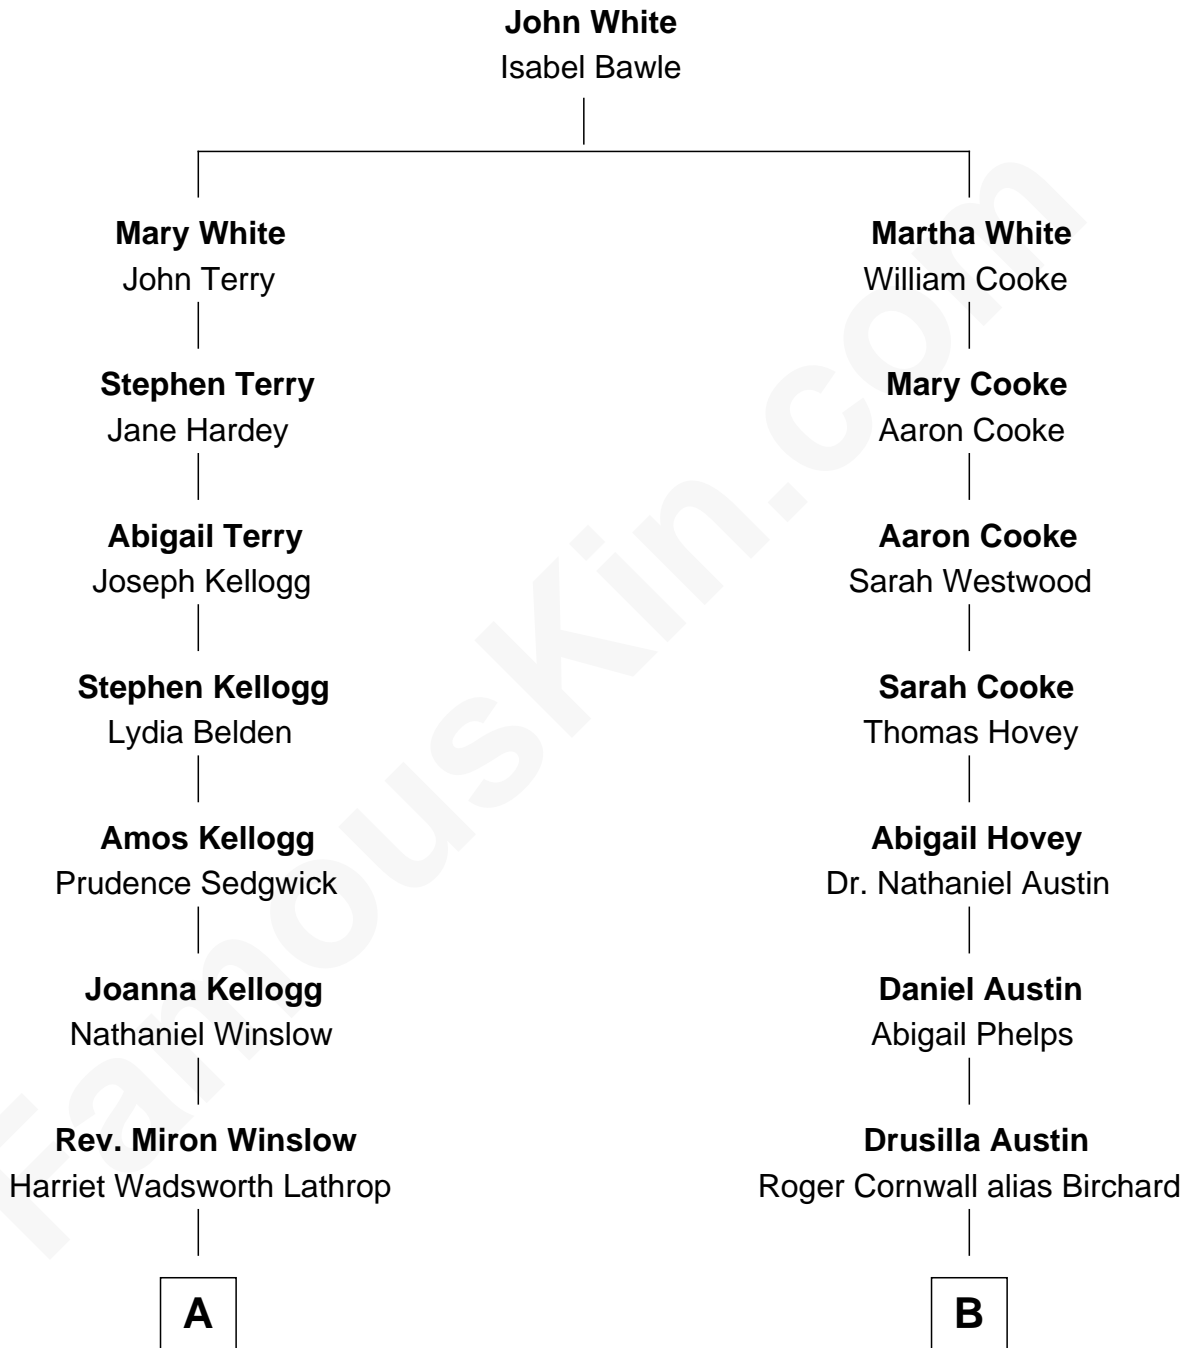 John White
Isabel Bawle
Mary White
John Terry
Martha White
William Cooke
Stephen Terry
Jane Hardey
Mary Cooke
Aaron Cooke
Abigail Terry
Joseph Kellogg
Aaron Cooke
Sarah Westwood
Stephen Kellogg
Lydia Belden
Sarah Cooke
Thomas Hovey
Amos Kellogg
Prudence Sedgwick
Abigail Hovey
Dr. Nathaniel Austin
Joanna Kellogg
Nathaniel Winslow
Daniel Austin
Abigail Phelps
Rev. Miron Winslow
Harriet Wadsworth Lathrop
Drusilla Austin
Roger Cornwall alias Birchard
A
B
FamousKin.com